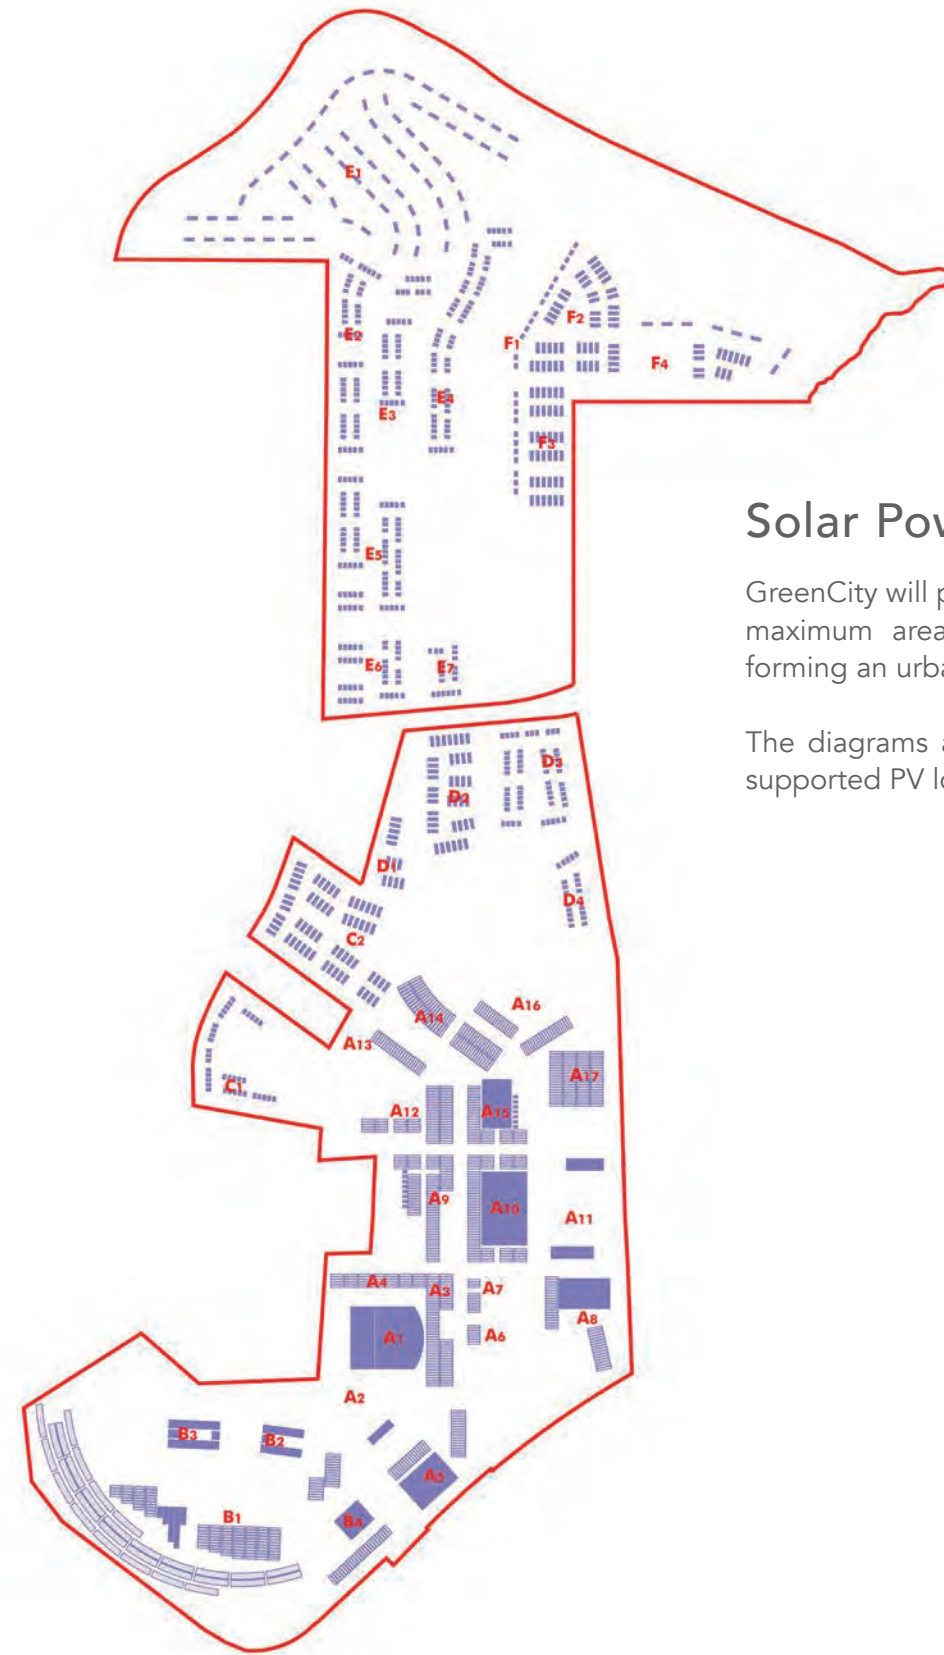 E1
E2
F1
F2
F4
E3
E4
F3
Solar Pov
GreenCity will p
maximum area
forming an urba
The diagrams a
supported PV lo
E5
E6
E7
D3
D2
D1
D4
C2
A16
A14
A13
A17
C1
A12
A15
A9
A10
A11
A4
A3
A7
A8
A1
A6
A2
B3
B2
A5
B1
B4